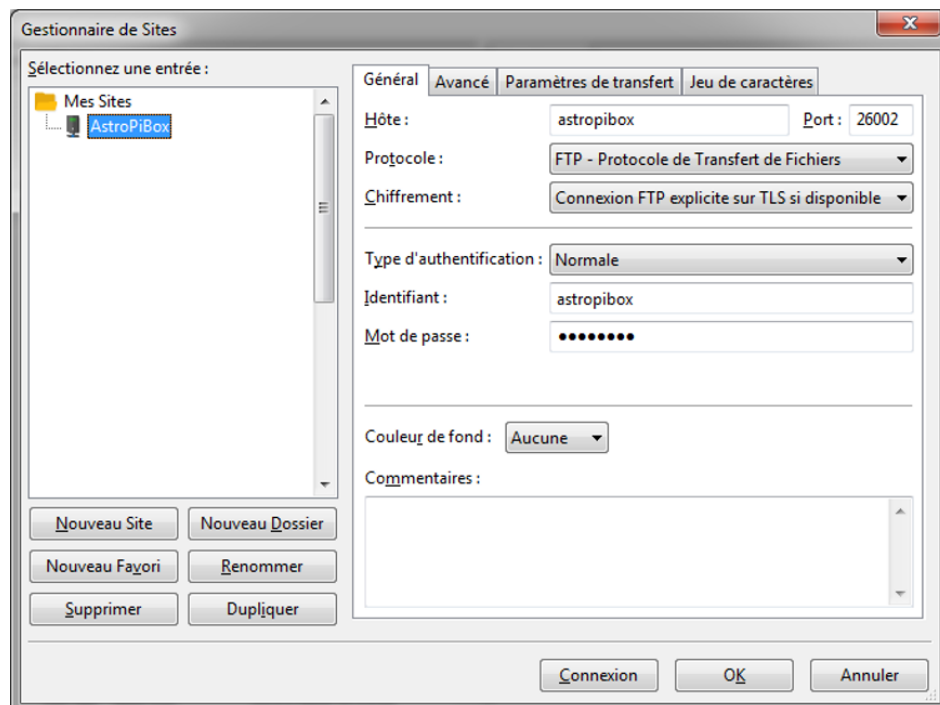 Gestionnaire de Sites
Sélectionnez une entrée :
Mes Sites
AstroPiBox
Nouveau Site
Nouveau Dossier
Nouveau Favori
Renommer
Supprimer
Dupliquer
Général
Avancé
Paramètres de transfert
Jeu de caractères
Hôte :
astropibox
Port :
26002
Protocole :
FTP - Protocole de Transfert de Fichiers
Chiffrement :
Connexion FTP explicite sur TLS si disponible
Type d'authentification :
Normale
Identifiant :
astropibox
Mot de passe :
••••••••
Couleur de fond :
Aucune
Commentaires :
Connexion
OK
Annuler